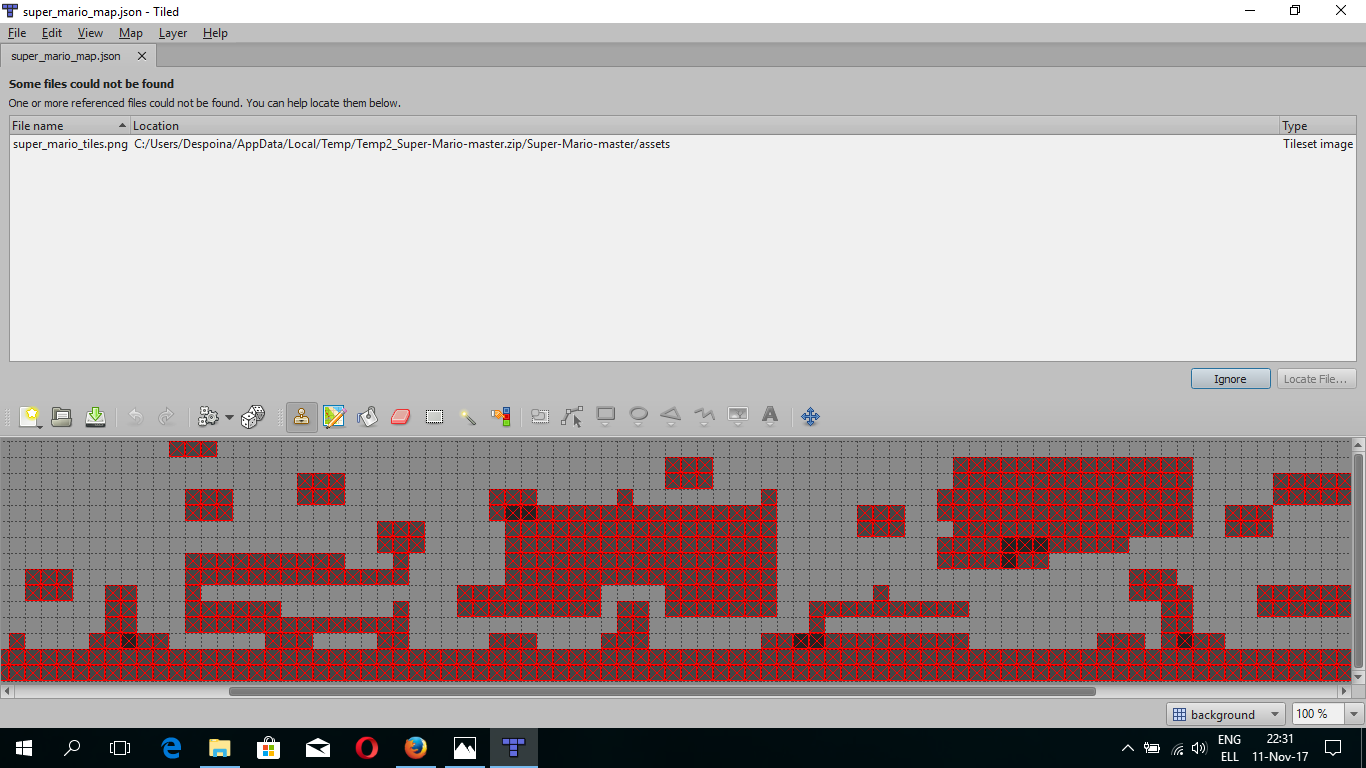 super_mario_map.json - Tiled
File Edit View Map Layer Help
super_mario_map.json
Some files could not be found
One or more referenced files could not be found. You can help locate them below.
File name Location Type
super_mario_tiles.png C:/Users/Despoina/AppData/Local/Temp/Temp2_Super-Mario-master.zip/Super-Mario-master/assets Tileset image
Ignore Locate File...
background 100 %
ENG 22:31
ELL 11-Nov-17